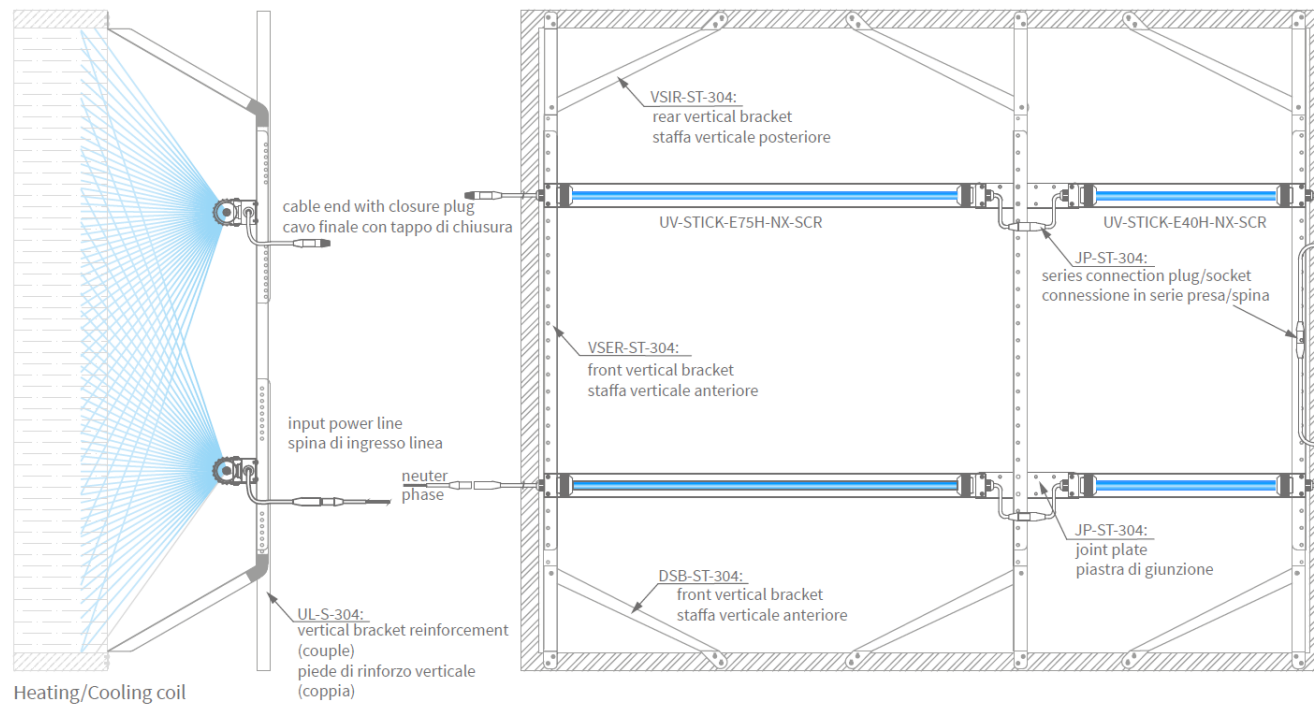 VSIR-ST-304:
rear vertical bracket
staffa verticale posteriore
cable end with closure plug
cavo finale con tappo di chiusura
UV-STICK-E75H-NX-SCR
UV-STICK-E40H-NX-SCR
JP-ST-304:
series connection plug/socket
connessione in serie presa/spina
VSER-ST-304:
front vertical bracket
staffa verticale anteriore
input power line
spina di ingresso linea
neuter
phase
JP-ST-304:
joint plate
piastra di giunzione
DSB-ST-304:
front vertical bracket
staffa verticale anteriore
UL-S-304:
vertical bracket reinforcement
(couple)
piede di rinforzo verticale
(coppia)
Heating/Cooling coil